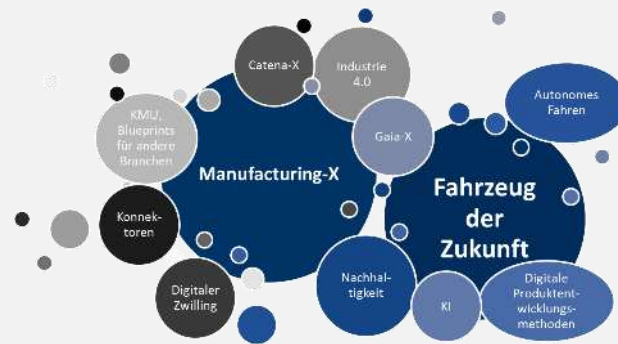 Catena-X
Industrie
4.0
Autonomes
Fahren
KMU,
Blueprints
für andere
Branchen
Gaia-X
Manufacturing-X
Fahrzeug
der
Zukunft
Konnek-
toren
Nachhal-
tigkeit
Digitaler
Zwilling
KI
Digitale
Produktent-
wicklungs-
methoden